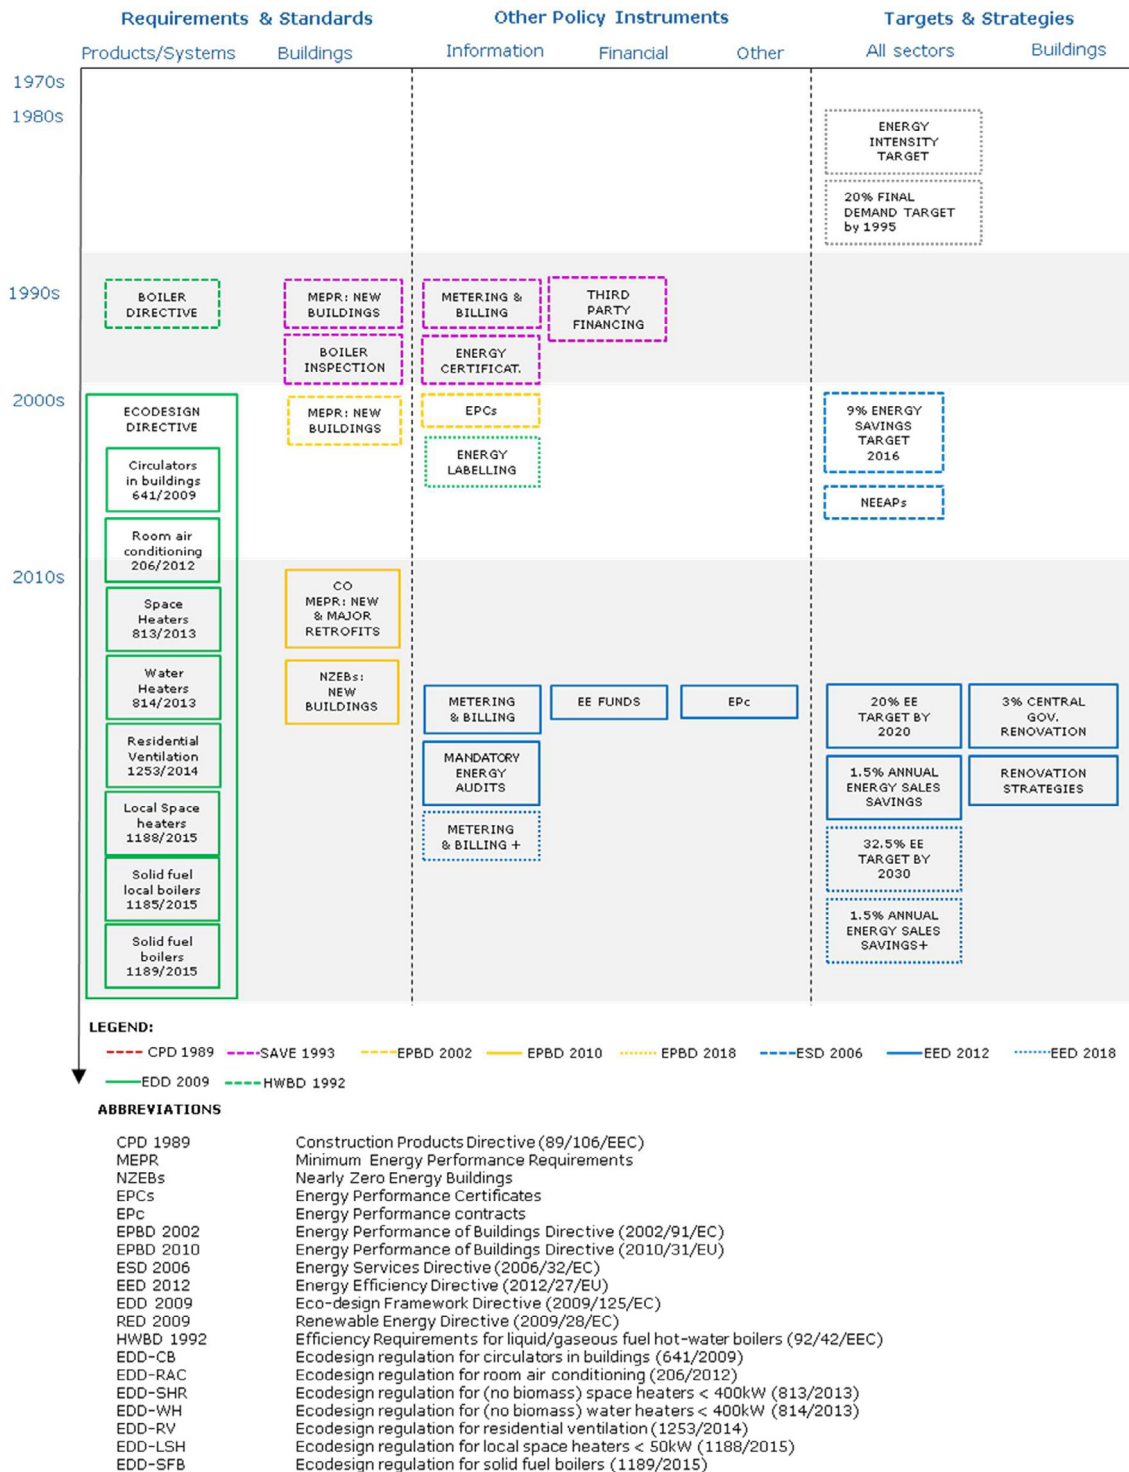 Requirements & Standards
Other Policy Instruments
Targets & Strategies
Products/Systems
Buildings
Information
Financial
Other
All sectors
Buildings
1970s
1980s
ENERGY
INTENSITY
TARGET
20% FINAL
DEMAND TARGET
by 1995
1990s
BOILER
DIRECTIVE
MEPR: NEW
BUILDINGS
METERING &
BILLING
THIRD
PARTY
FINANCING
BOILER
INSPECTION
ENERGY
CERTIFICAT.
2000s
ECODESIGN
DIRECTIVE
MEPR: NEW
BUILDINGS
EPCs
9% ENERGY
SAVINGS
TARGET
2016
ENERGY
LABELLING
Circulators
in buildings
641/2009
NEEAPs
Room air
conditioning
206/2012
2010s
CO
MEPR: NEW
& MAJOR
RETROFITS
Space
Heaters
813/2013
Water
Heaters
814/2013
NZEBs:
NEW
BUILDINGS
METERING
& BILLING
EE FUNDS
EPc
20% EE
TARGET BY
2020
3% CENTRAL
GOV.
RENOVATION
Residential
Ventilation
1253/2014
MANDATORY
ENERGY
AUDITS
1.5% ANNUAL
ENERGY SALES
SAVINGS
RENOVATION
STRATEGIES
Local Space
heaters
1188/2015
METERING
& BILLING +
32.5% EE
TARGET BY
2030
Solid fuel
local boilers
1185/2015
1.5% ANNUAL
ENERGY SALES
SAVINGS+
Solid fuel
boilers
1189/2015
LEGEND:
CPD 1989 SAVE 1993 EPBD 2002 EPBD 2010 EPBD 2018 ESD 2006 EED 2012 EED 2018
EDD 2009 HWBD 1992
ABBREVIATIONS
CPD 1989 Construction Products Directive (89/106/EEC)
MEPR Minimum Energy Performance Requirements
NZEBs Nearly Zero Energy Buildings
EPCs Energy Performance Certificates
EPc Energy Performance contracts
EPBD 2002 Energy Performance of Buildings Directive (2002/91/EC)
EPBD 2010 Energy Performance of Buildings Directive (2010/31/EU)
ESD 2006 Energy Services Directive (2006/32/EC)
EED 2012 Energy Efficiency Directive (2012/27/EU)
EDD 2009 Eco-design Framework Directive (2009/125/EC)
RED 2009 Renewable Energy Directive (2009/28/EC)
HWBD 1992 Efficiency Requirements for liquid/gaseous fuel hot-water boilers (92/42/EEC)
EDD-CB Ecodesign regulation for circulators in buildings (641/2009)
EDD-RAC Ecodesign regulation for room air conditioning (206/2012)
EDD-SHR Ecodesign regulation for (no biomass) space heaters < 400kW (813/2013)
EDD-WH Ecodesign regulation for (no biomass) water heaters < 400kW (814/2013)
EDD-RV Ecodesign regulation for residential ventilation (1253/2014)
EDD-LSH Ecodesign regulation for local space heaters < 50kW (1188/2015)
EDD-SFB Ecodesign regulation for solid fuel boilers (1189/2015)